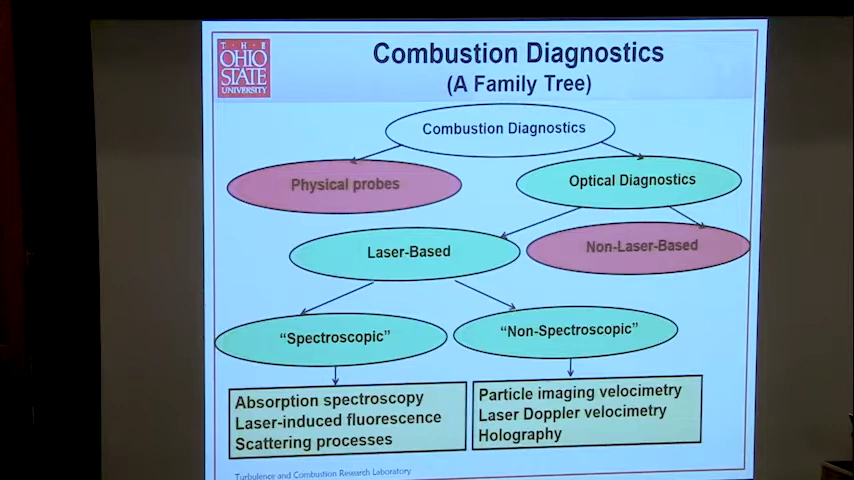 T · H · E
OHIO
STATE
UNIVERSITY
Combustion Diagnostics
(A Family Tree)
Combustion Diagnostics
Physical probes
Optical Diagnostics
Laser-Based
Non-Laser-Based
“Spectroscopic”
“Non-Spectroscopic”
Absorption spectroscopy
Laser-induced fluorescence
Scattering processes
Particle imaging velocimetry
Laser Doppler velocimetry
Holography
Turbulence and Combustion Research Laboratory